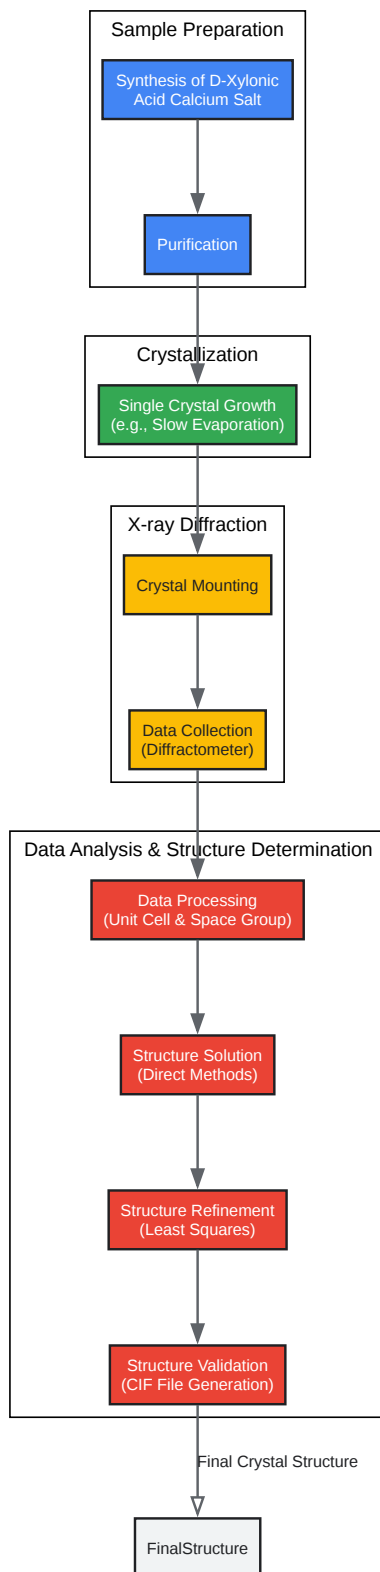 Sample Preparation
Synthesis of D-Xylonic
Acid Calcium Salt
Purification
Crystallization
Single Crystal Growth
(e.g., Slow Evaporation)
X-ray Diffraction
Crystal Mounting
Data Collection
(Diffractometer)
Data Analysis & Structure Determination
Data Processing
(Unit Cell & Space Group)
Structure Solution
(Direct Methods)
Structure Refinement
(Least Squares)
Structure Validation
(CIF File Generation)
Final Crystal Structure
FinalStructure